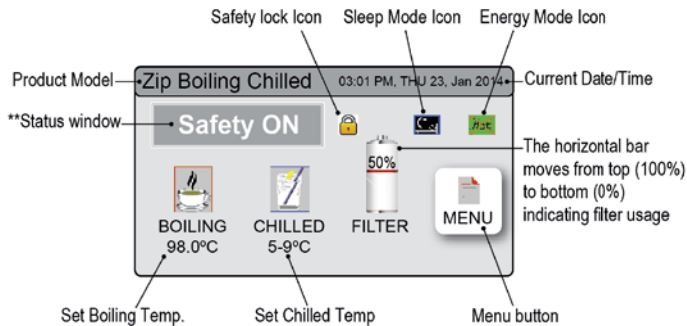 Safety lock Icon
Sleep Mode Icon
Energy Mode Icon
Product Model
Zip Boiling Chilled
03:01 PM, THU 23, Jan 2014
Current Date/Time
**Status window
Safety ON
50%
The horizontal bar
moves from top (100%)
to bottom (0%)
indicating filter usage
BOILING
98.0ºC
CHILLED
5-9ºC
FILTER
MENU
Set Boiling Temp.
Set Chilled Temp
Menu button